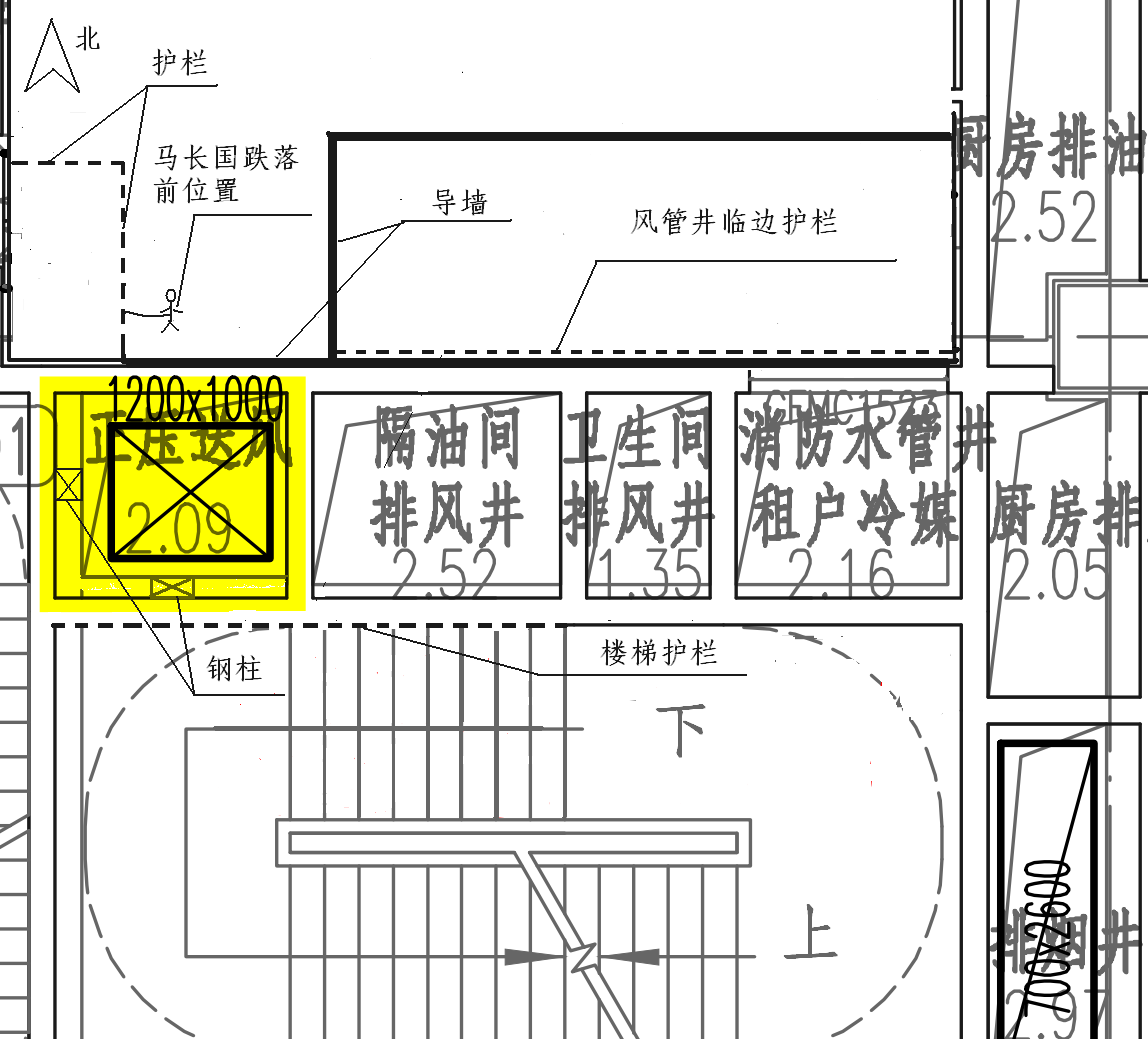 北
护栏
马长国跌落
前位置
导墙
风管井临边护栏
厨房排油
2.52
1200x1000
正压送风
2.09
隔油间
排风井
2.52
卫生间
排风井
1.35
CFMC1523
消防水管井
租户冷媒
2.16
厨房排
2.05
钢柱
楼梯护栏
下
上
700x2600
排烟井
2.97